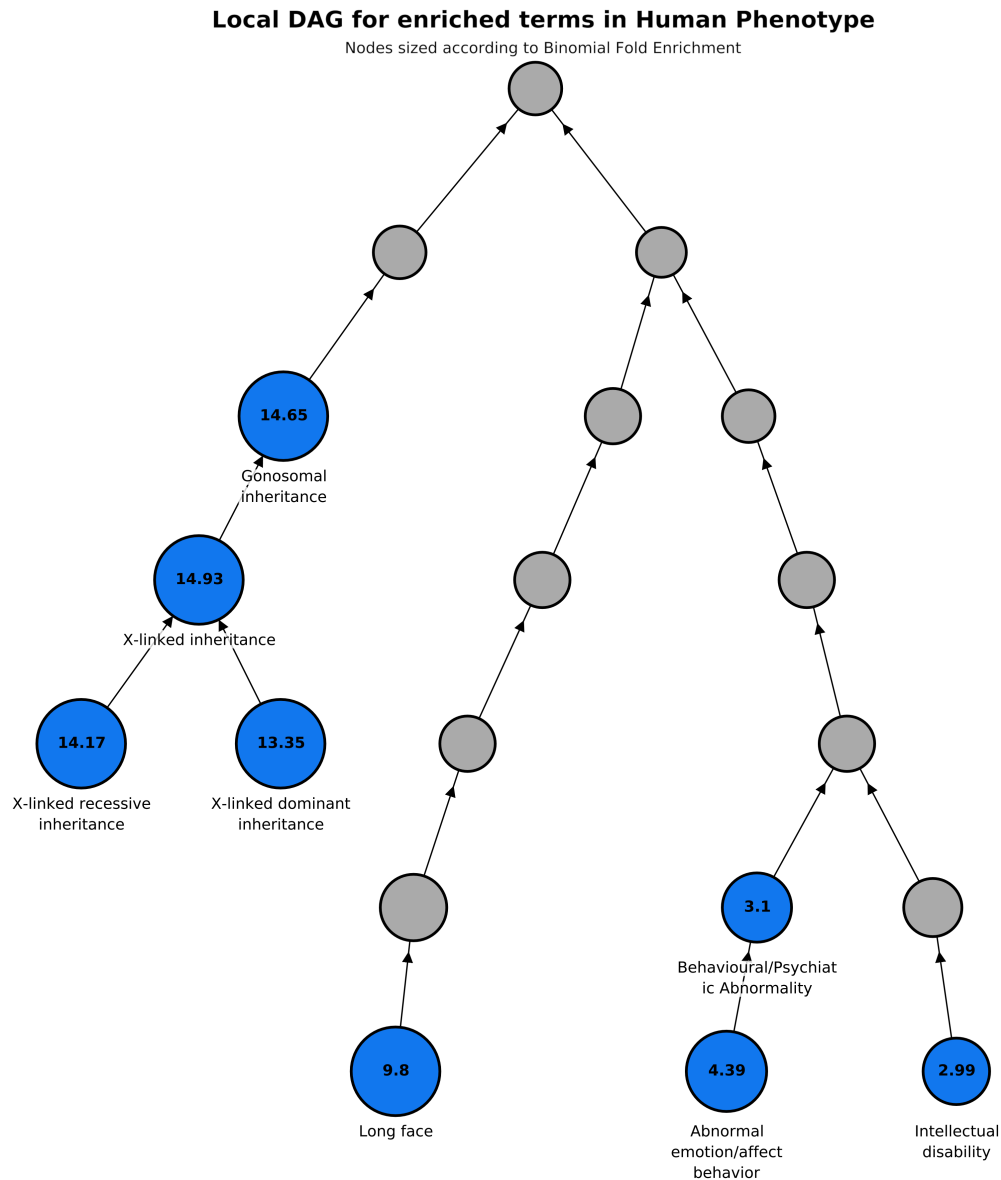 Local DAG for enriched terms in Human Phenotype
Nodes sized according to Binomial Fold Enrichment
14.65
Gonosomal
inheritance
14.93
X-linked inheritance
14.17
X-linked recessive
inheritance
13.35
X-linked dominant
inheritance
3.1
Behavioural/Psychiat
ic Abnormality
9.8
Long face
4.39
Abnormal
emotion/affect
behavior
2.99
Intellectual
disability